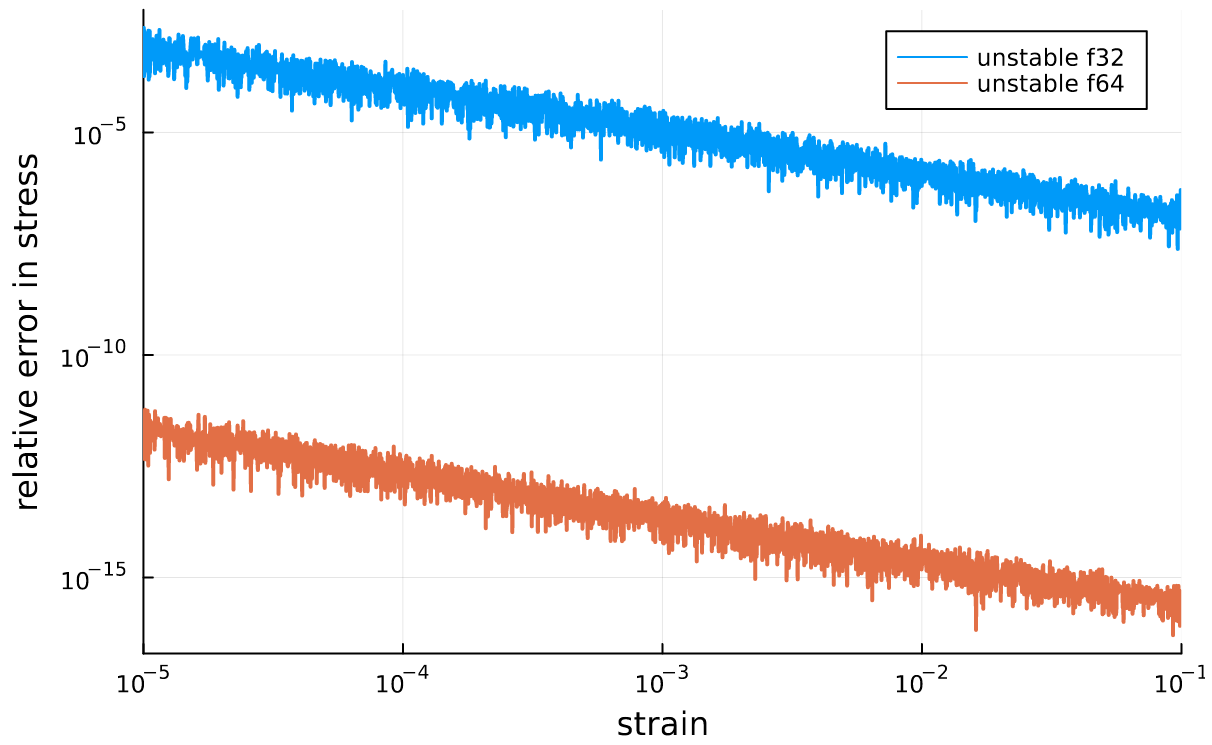 unstable f32
unstable f64
10⁻⁵
10⁻¹⁰
10⁻¹⁵
relative error in stress
10⁻⁵ 10⁻⁴ 10⁻³ 10⁻² 10⁻¹
strain